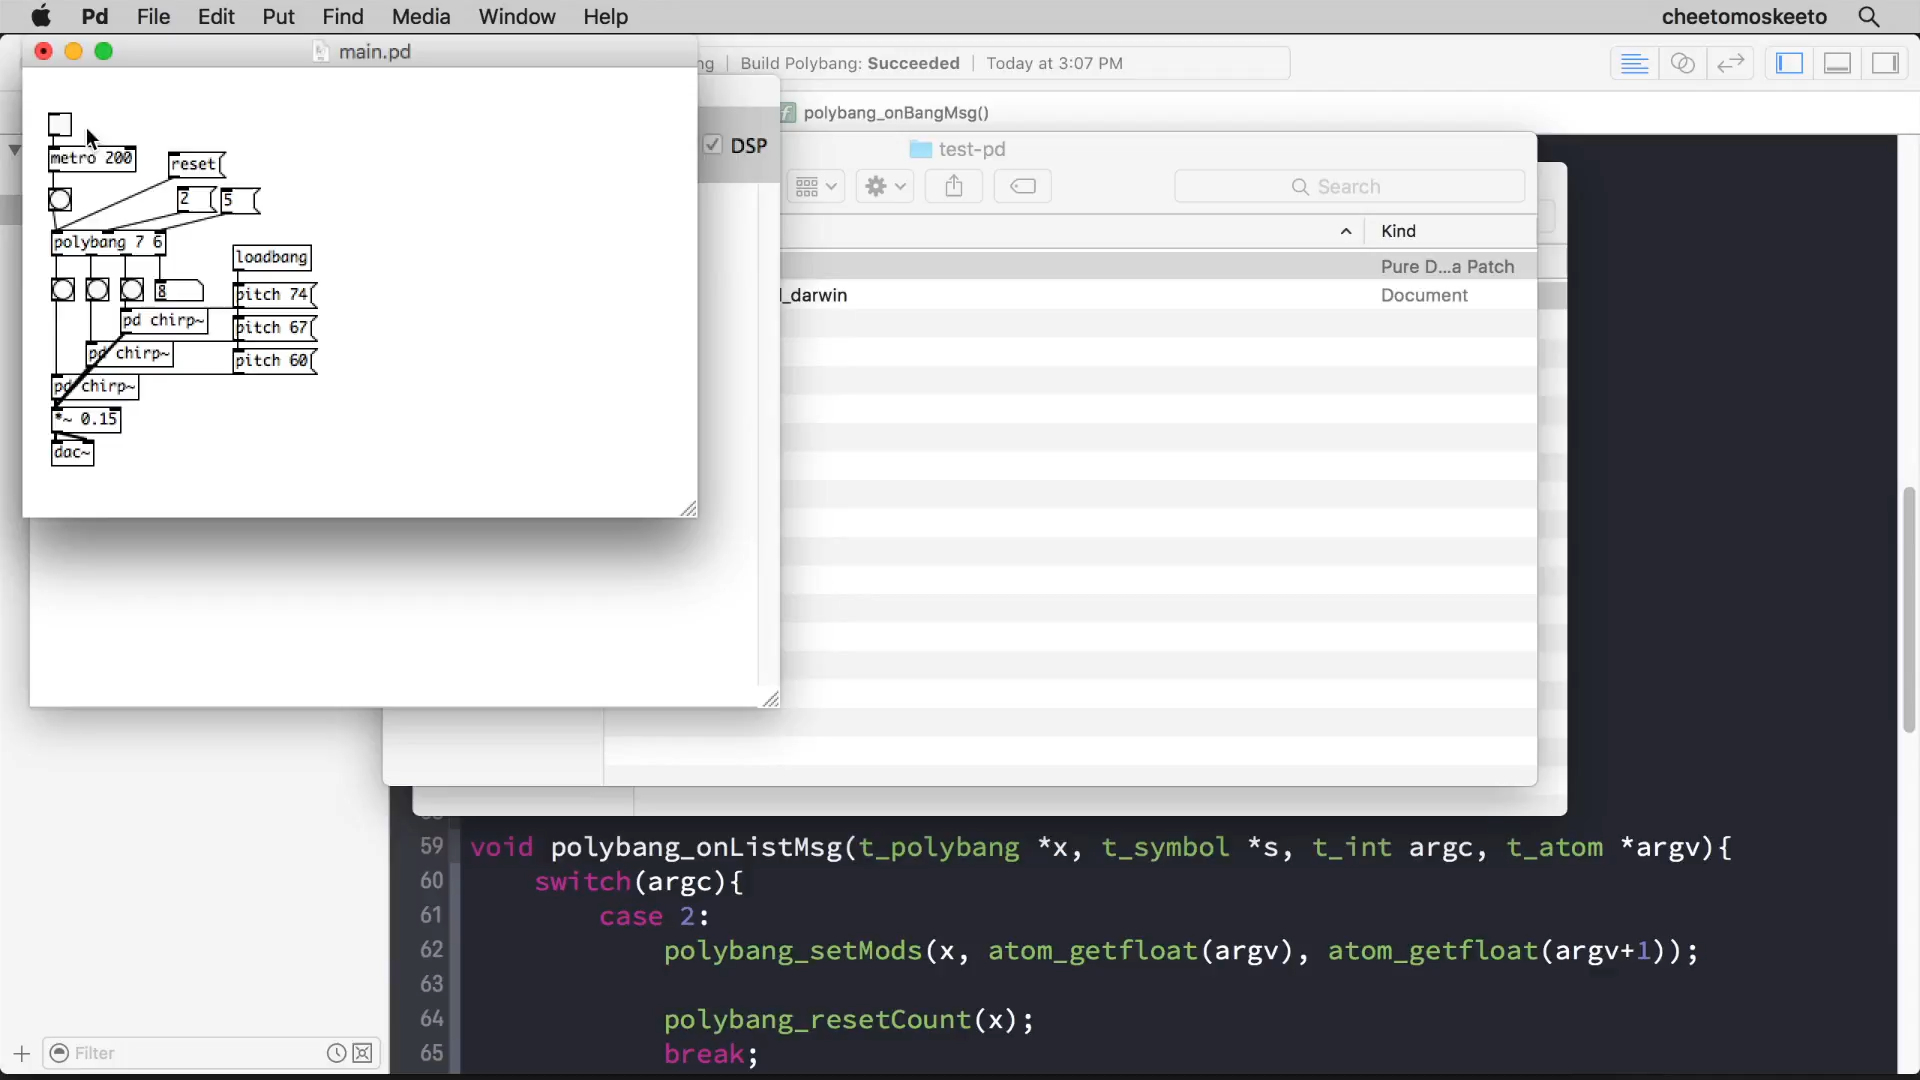 Pd File Edit Put Find Media Window Help cheetomoskeeto
main.pd
ng | Build Polybang: Succeeded | Today at 3:07 PM
polybang_onBangMsg()
DSP
test-pd
Search
Kind
Pure D...a Patch
_darwin
Document
metro 200
reset
2
5
polybang 7 6
loadbang
8
pitch 74
pd chirp~
pitch 67
pd chirp~
pitch 60
pd chirp~
*~ 0.15
dac~
59 void polybang_onListMsg(t_polybang *x, t_symbol *s, t_int argc, t_atom *argv){
60 switch(argc){
61 case 2:
62 polybang_setMods(x, atom_getfloat(argv), atom_getfloat(argv+1));
63
64 polybang_resetCount(x);
65 break;
Filter